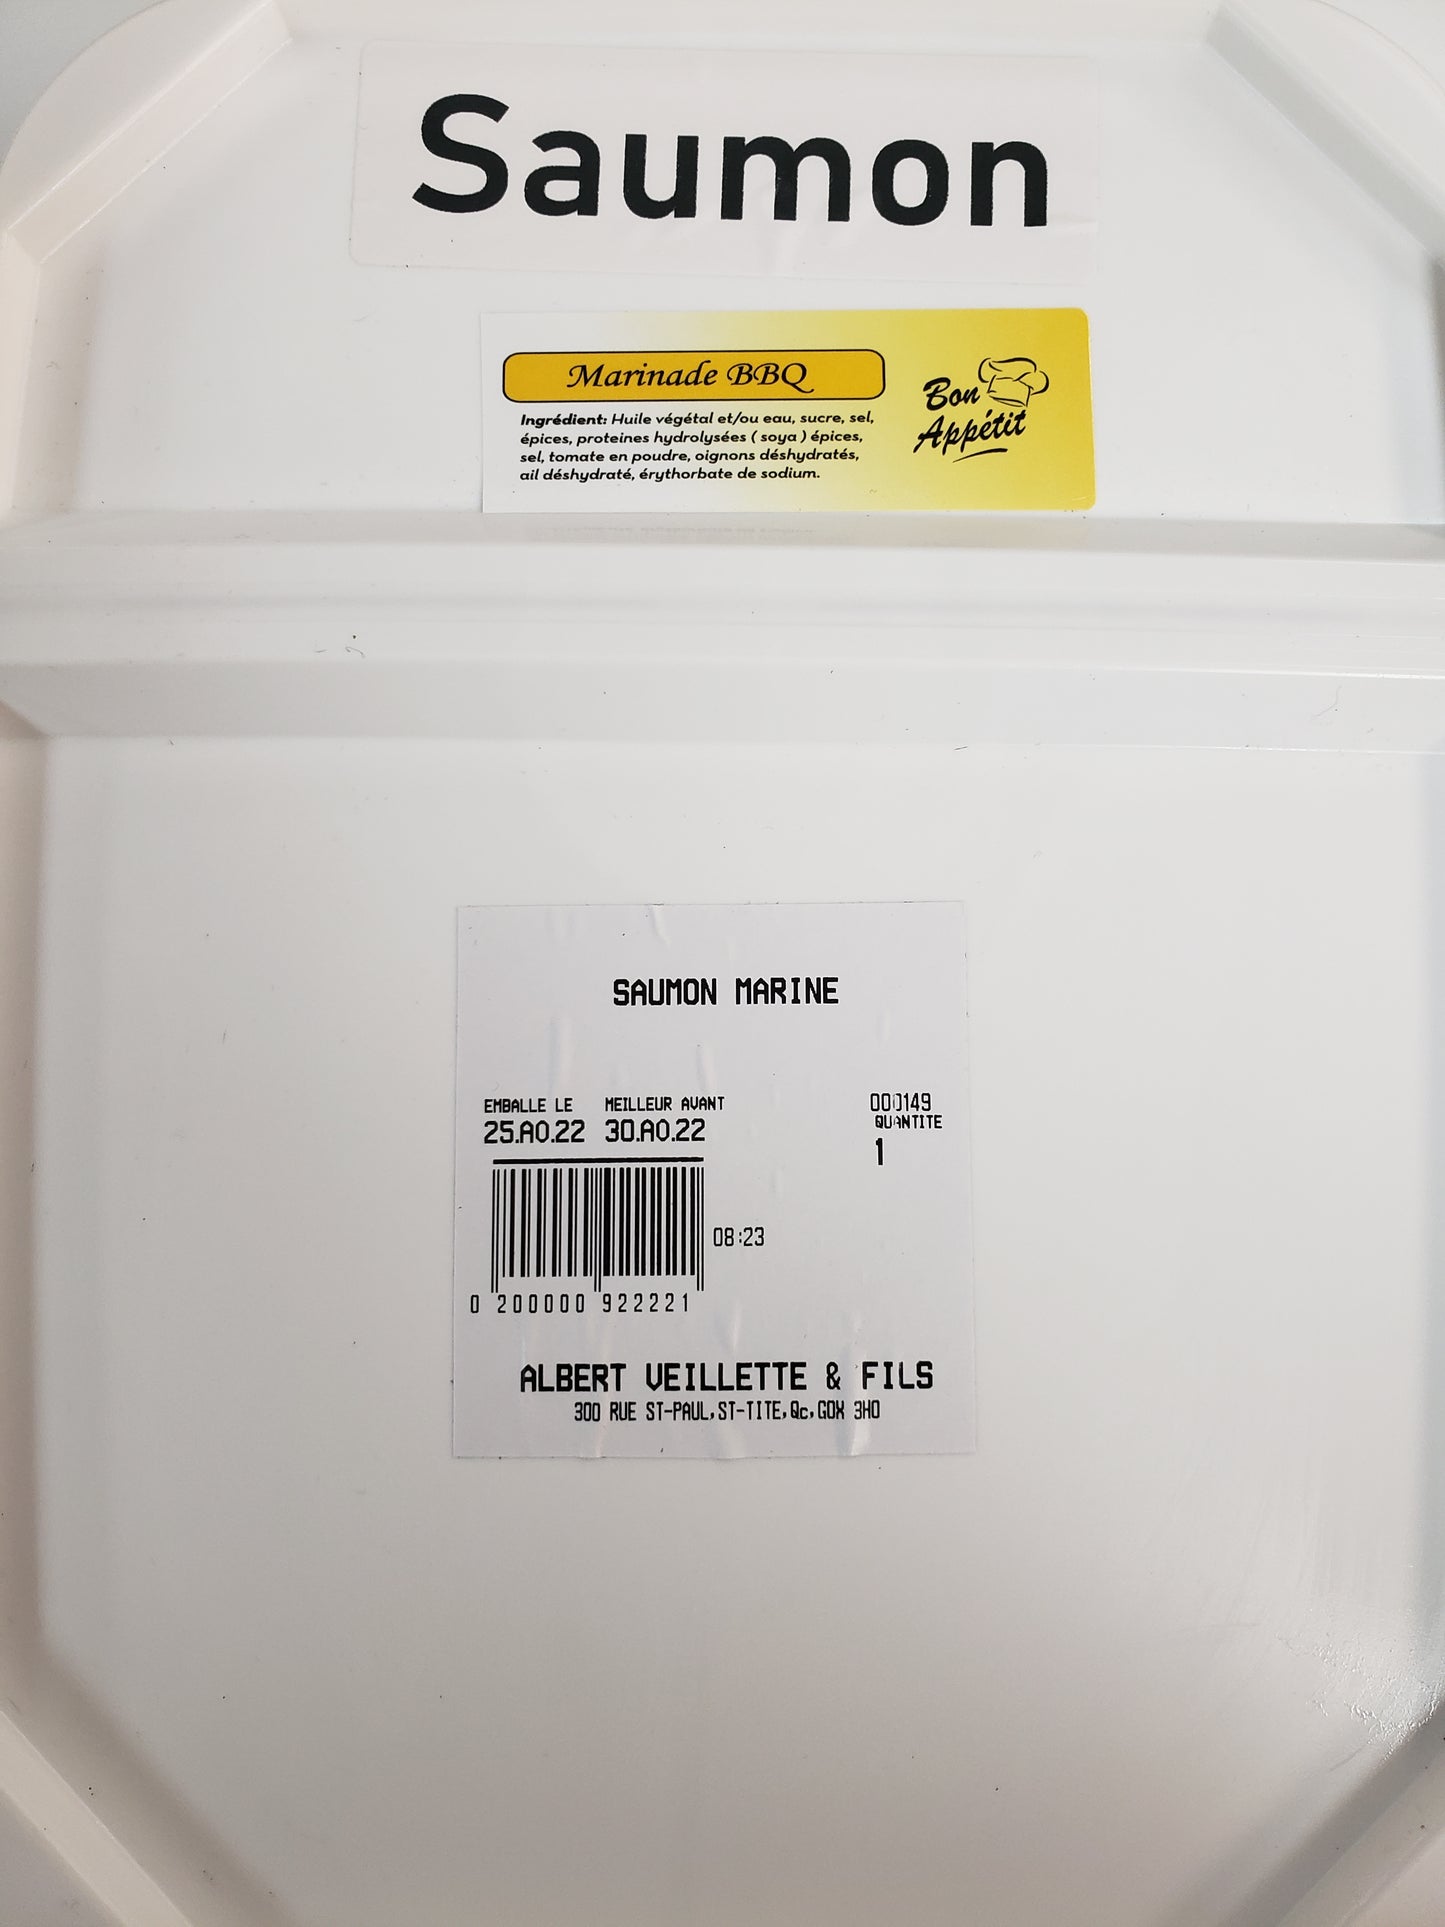 Saumon
Marinade BBQ
Ingrédient: Huile végétal et/ou eau, sucre, sel,
épices, proteines hydrolysées ( soya ) épices,
sel, tomate en poudre, oignons déshydratés,
ail déshydraté, érythorbate de sodium.
Bon
Appétit
SAUMON MARINE
EMBALLE LE MEILLEUR AVANT
25.AO.22 30.AO.22
000149
QUANTITE
1
08:23
0 200000 922221
ALBERT VEILLETTE & FILS
300 RUE ST-PAUL,ST-TITE,Qc,G0X 3H0